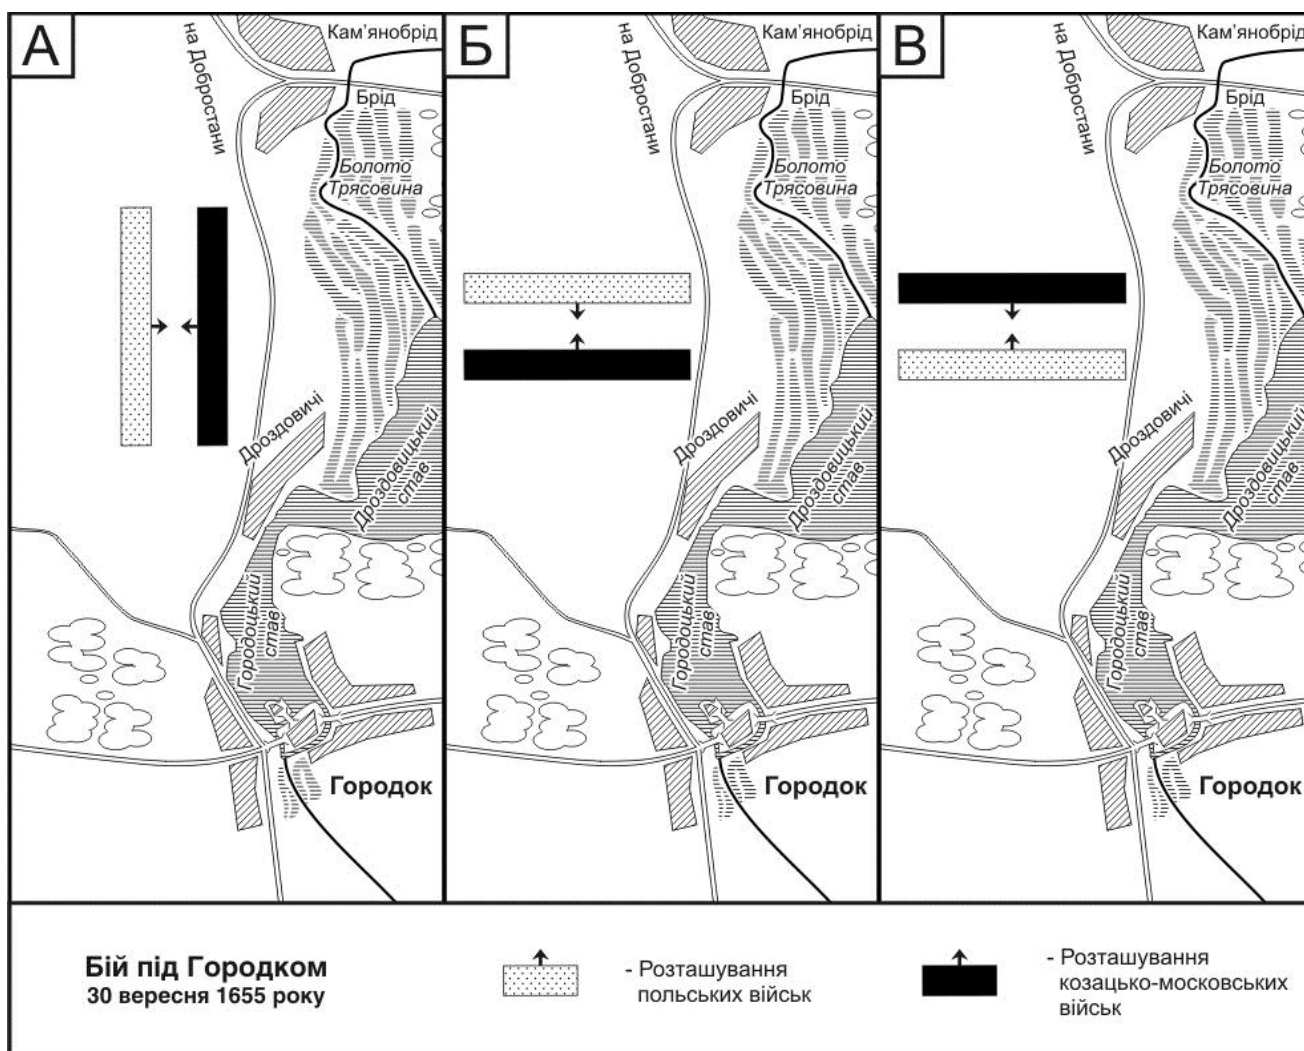 А
на Добростани
Кам'янобрід
Брід
Болото
Трясовина
Дроздовичі
Дроздовицький
став
Городоцький
став
Городок
Б
на Добростани
Кам'янобрід
Брід
Болото
Трясовина
Дроздовичі
Дроздовицький
став
Городоцький
став
Городок
В
на Добростани
Кам'янобрід
Брід
Болото
Трясовина
Дроздовичі
Дроздовицький
став
Городоцький
став
Городок
Бій під Городком
30 вересня 1655 року
- Розташування
польських військ
- Розташування
козацько-московських
військ